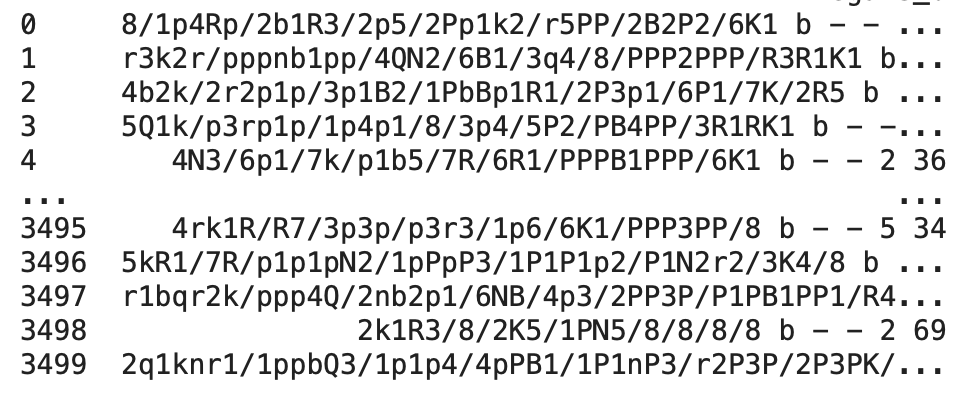 0 8/1p4Rp/2b1R3/2p5/2Pp1k2/r5PP/2B2P2/6K1 b - - ...
1 r3k2r/pppnb1pp/4QN2/6B1/3q4/8/PPP2PPP/R3R1K1 b...
2 4b2k/2r2p1p/3p1B2/1PbBp1R1/2P3p1/6P1/7K/2R5 b ...
3 5Q1k/p3rp1p/1p4p1/8/3p4/5P2/PB4PP/3R1RK1 b - -...
4 4N3/6p1/7k/p1b5/7R/6R1/PPPB1PPP/6K1 b - - 2 36
... ...
3495 4rk1R/R7/3p3p/p3r3/1p6/6K1/PPP3PP/8 b - - 5 34
3496 5kR1/7R/p1p1pN2/1pPpP3/1P1P1p2/P1N2r2/3K4/8 b ...
3497 r1bqr2k/ppp4Q/2nb2p1/6NB/4p3/2PP3P/P1PB1PP1/R4...
3498 2k1R3/8/2K5/1PN5/8/8/8/8 b - - 2 69
3499 2q1knr1/1ppbQ3/1p1p4/4pPB1/1P1nP3/r2P3P/2P3PK/...